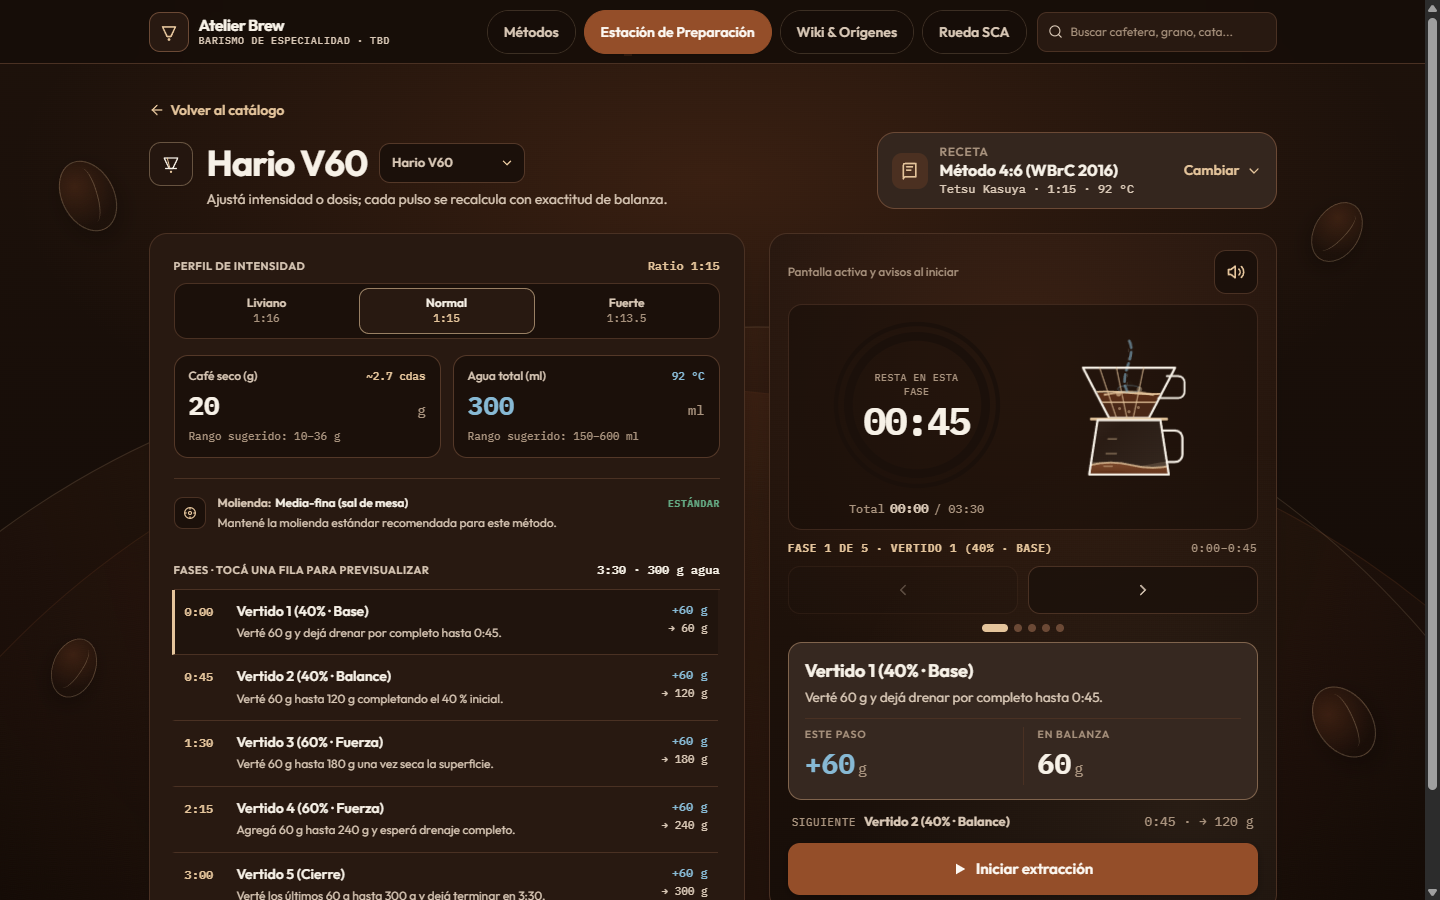 Atelier Brew
BARISMO DE ESPECIALIDAD · TBD
Métodos
Estación de Preparación
Wiki & Orígenes
Rueda SCA
Buscar cafetera, grano, cata...
← Volver al catálogo
Hario V60
Hario V60
Ajustá intensidad o dosis; cada pulso se recalcula con exactitud de balanza.
RECETA
Método 4:6 (WBrC 2016)
Tetsu Kasuya · 1:15 · 92 °C
Cambiar
PERFIL DE INTENSIDAD
Ratio 1:15
Liviano
1:16
Normal
1:15
Fuerte
1:13.5
Café seco (g)
~2.7 cdas
20
g
Rango sugerido: 10–36 g
Agua total (ml)
92 °C
300
ml
Rango sugerido: 150–600 ml
Molienda: Media-fina (sal de mesa)
ESTÁNDAR
Mantené la molienda estándar recomendada para este método.
FASES · TOCÁ UNA FILA PARA PREVISUALIZAR
3:30 · 300 g agua
0:00
Vertido 1 (40% · Base)
Verté 60 g y dejá drenar por completo hasta 0:45.
+60 g
→ 60 g
0:45
Vertido 2 (40% · Balance)
Verté 60 g hasta 120 g completando el 40 % inicial.
+60 g
→ 120 g
1:30
Vertido 3 (60% · Fuerza)
Verté 60 g hasta 180 g una vez seca la superficie.
+60 g
→ 180 g
2:15
Vertido 4 (60% · Fuerza)
Agregá 60 g hasta 240 g y esperá drenaje completo.
+60 g
→ 240 g
3:00
Vertido 5 (Cierre)
Verté los últimos 60 g hasta 300 g y dejá terminar en 3:30.
+60 g
→ 300 g
Pantalla activa y avisos al iniciar
RESTA EN ESTA
FASE
00:45
Total 00:00 / 03:30
FASE 1 DE 5 · VERTIDO 1 (40% · BASE)
0:00–0:45
Vertido 1 (40% · Base)
Verté 60 g y dejá drenar por completo hasta 0:45.
ESTE PASO
+60 g
EN BALANZA
60 g
SIGUIENTE Vertido 2 (40% · Balance)
0:45 · → 120 g
Iniciar extracción